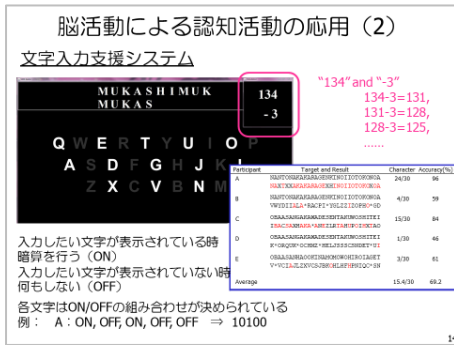 脳活動による認知活動の応用（2）
文字入力支援システム
MUKASHIMUK
MUKAS
134
- 3
"134" and "-3"
134-3=131,
131-3=128,
128-3=125,
......
Q W E R T Y U I O P
A S D F G H J K L
Z X C V B N M
Participant Target and Result Character Accuracy(%)
A 24/30 96
B 4/30 59
C 15/30 84
D 1/30 46
E 3/30 61
Average 15.4/30 69.2
入力したい文字が表示されている時
暗算を行う（ON）
入力したい文字が表示されていない時
何もしない（OFF）
各文字はON/OFFの組み合わせが決められている
例： A：ON, OFF, ON, OFF, OFF ⇒ 10100